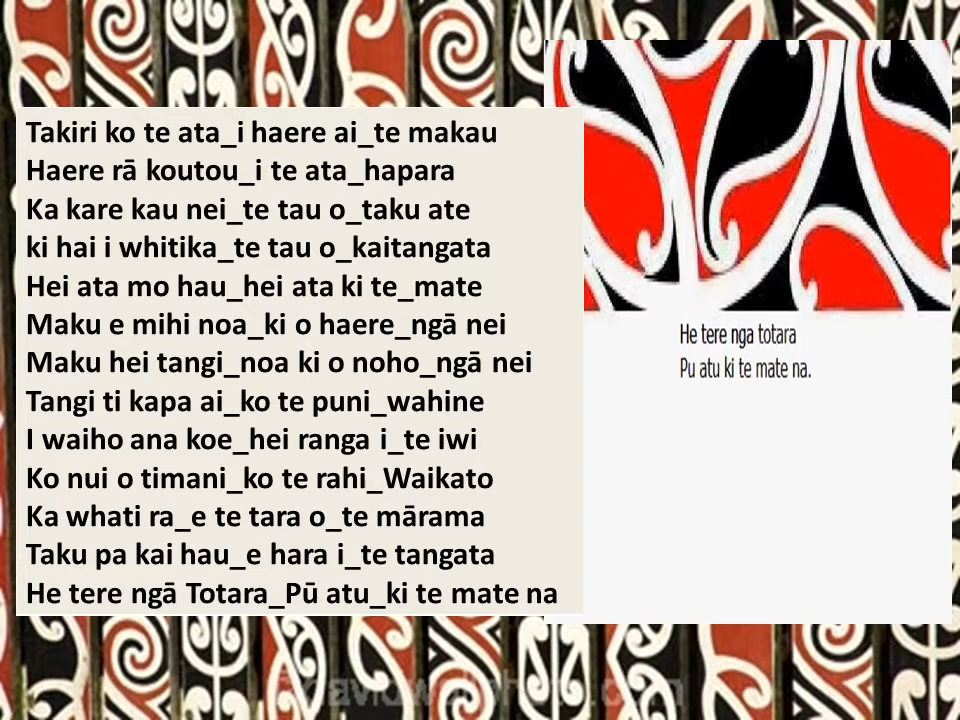 Takiri ko te ata_i haere ai_te makau
Haere rā koutou_i te ata_hapara
Ka kare kau nei_te tau o_taku ate
ki hai i whitika_te tau o_kaitangata
Hei ata mo hau_hei ata ki te_mate
Maku e mihi noa_ki o haere_ngā nei
Maku hei tangi_noa ki o noho_ngā nei
Tangi ti kapa ai_ko te puni_wahine
I waiho ana koe_hei ranga i_te iwi
Ko nui o timani_ko te rahi_Waikato
Ka whati ra_e te tara o_te mārama
Taku pa kai hau_e hara i_te tangata
He tere ngā Totara_Pū atu_ki te mate na
He tere nga totara
Pu atu ki te mate na.